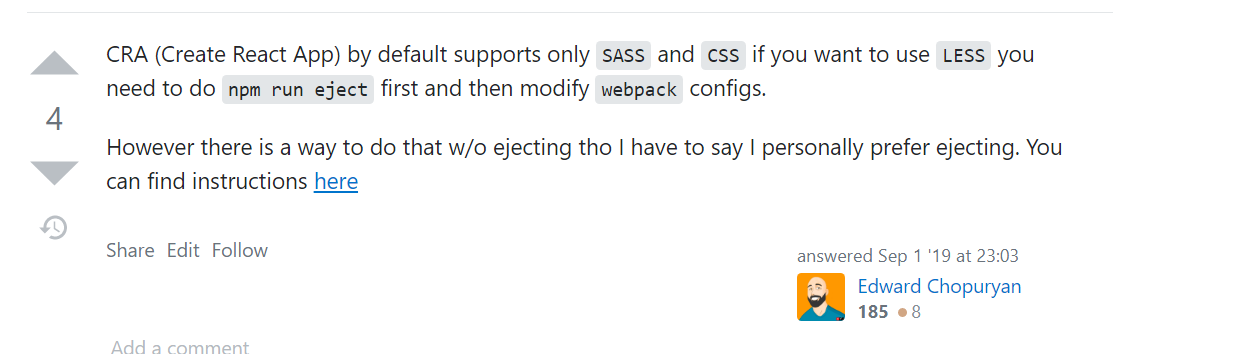 CRA (Create React App) by default supports only SASS and CSS if you want to use LESS you
need to do npm run eject first and then modify webpack configs.
4
However there is a way to do that w/o ejecting tho I have to say I personally prefer ejecting. You
can find instructions here
Share Edit Follow
answered Sep 1 '19 at 23:03
Edward Chopuryan
185 8
Add a comment